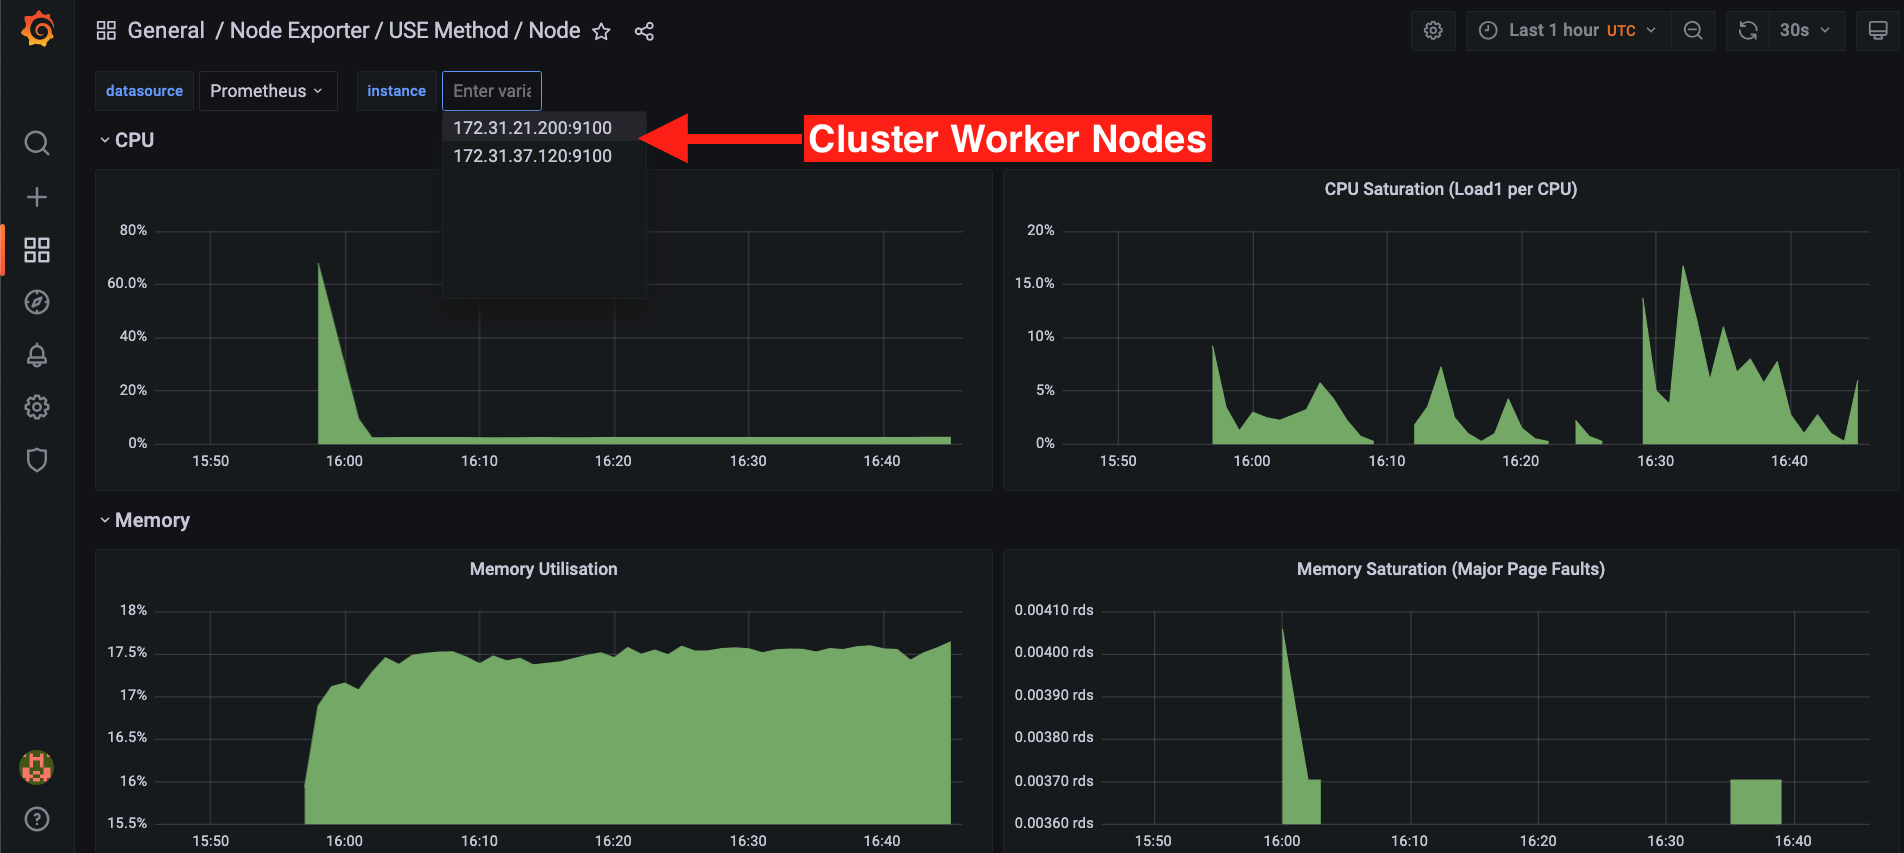 General / Node Exporter / USE Method / Node
Last 1 hour UTC
30s
datasource
Prometheus
instance
Enter varia
172.31.21.200:9100
172.31.37.120:9100
Cluster Worker Nodes
CPU
80%
60.0%
40%
20%
0%
15:50 16:00 16:10 16:20 16:30 16:40
CPU Saturation (Load1 per CPU)
20%
15.0%
10%
5%
0%
15:50 16:00 16:10 16:20 16:30 16:40
Memory
Memory Utilisation
18%
17.5%
17%
16.5%
16%
15.5%
15:50 16:00 16:10 16:20 16:30 16:40
Memory Saturation (Major Page Faults)
0.00410 rds
0.00400 rds
0.00390 rds
0.00380 rds
0.00370 rds
0.00360 rds
15:50 16:00 16:10 16:20 16:30 16:40